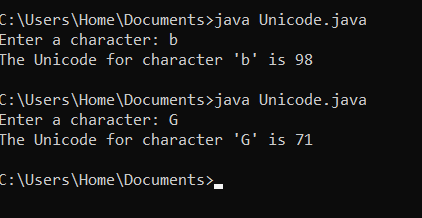 C:\Users\Home\Documents>java Unicode.java
Enter a character: b
The Unicode for character 'b' is 98
C:\Users\Home\Documents>java Unicode.java
Enter a character: G
The Unicode for character 'G' is 71
C:\Users\Home\Documents>